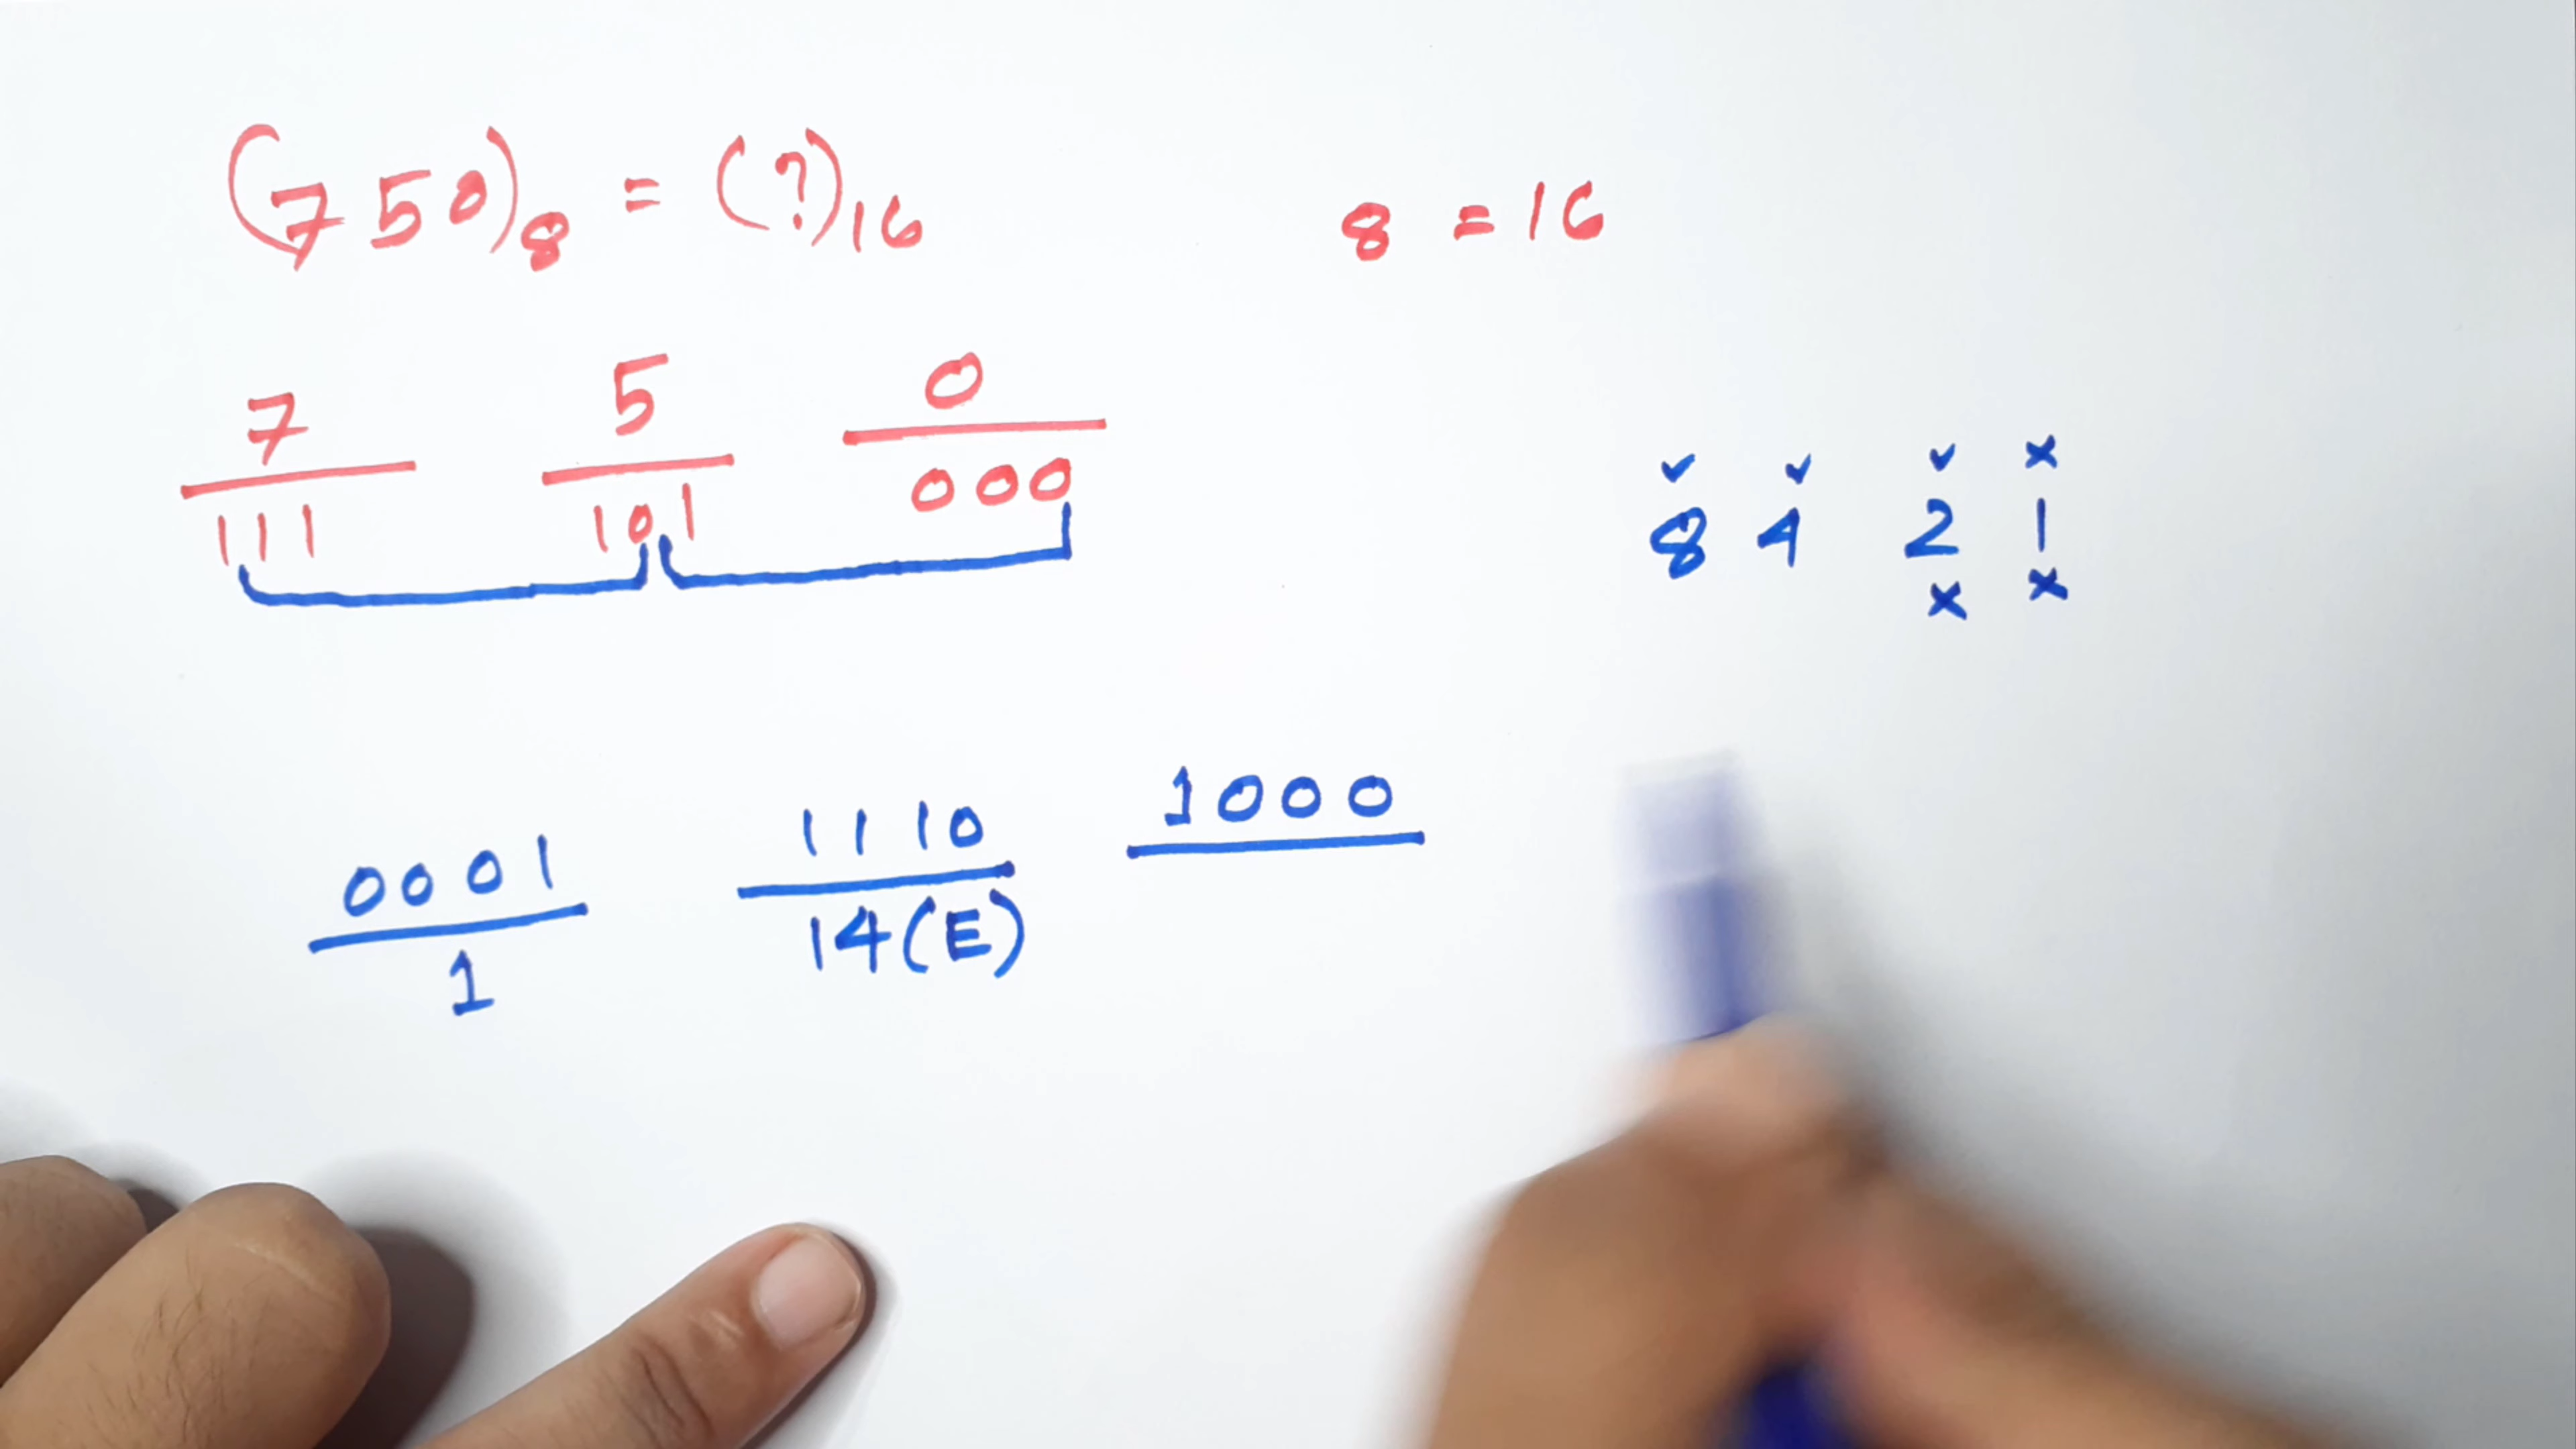 (750)8 = (?)16
8 = 16
7 5 0
111 101 000
✓ ✓ ✓ x
8 4 2 1
x x
0001 1110 1000
1 14(E)